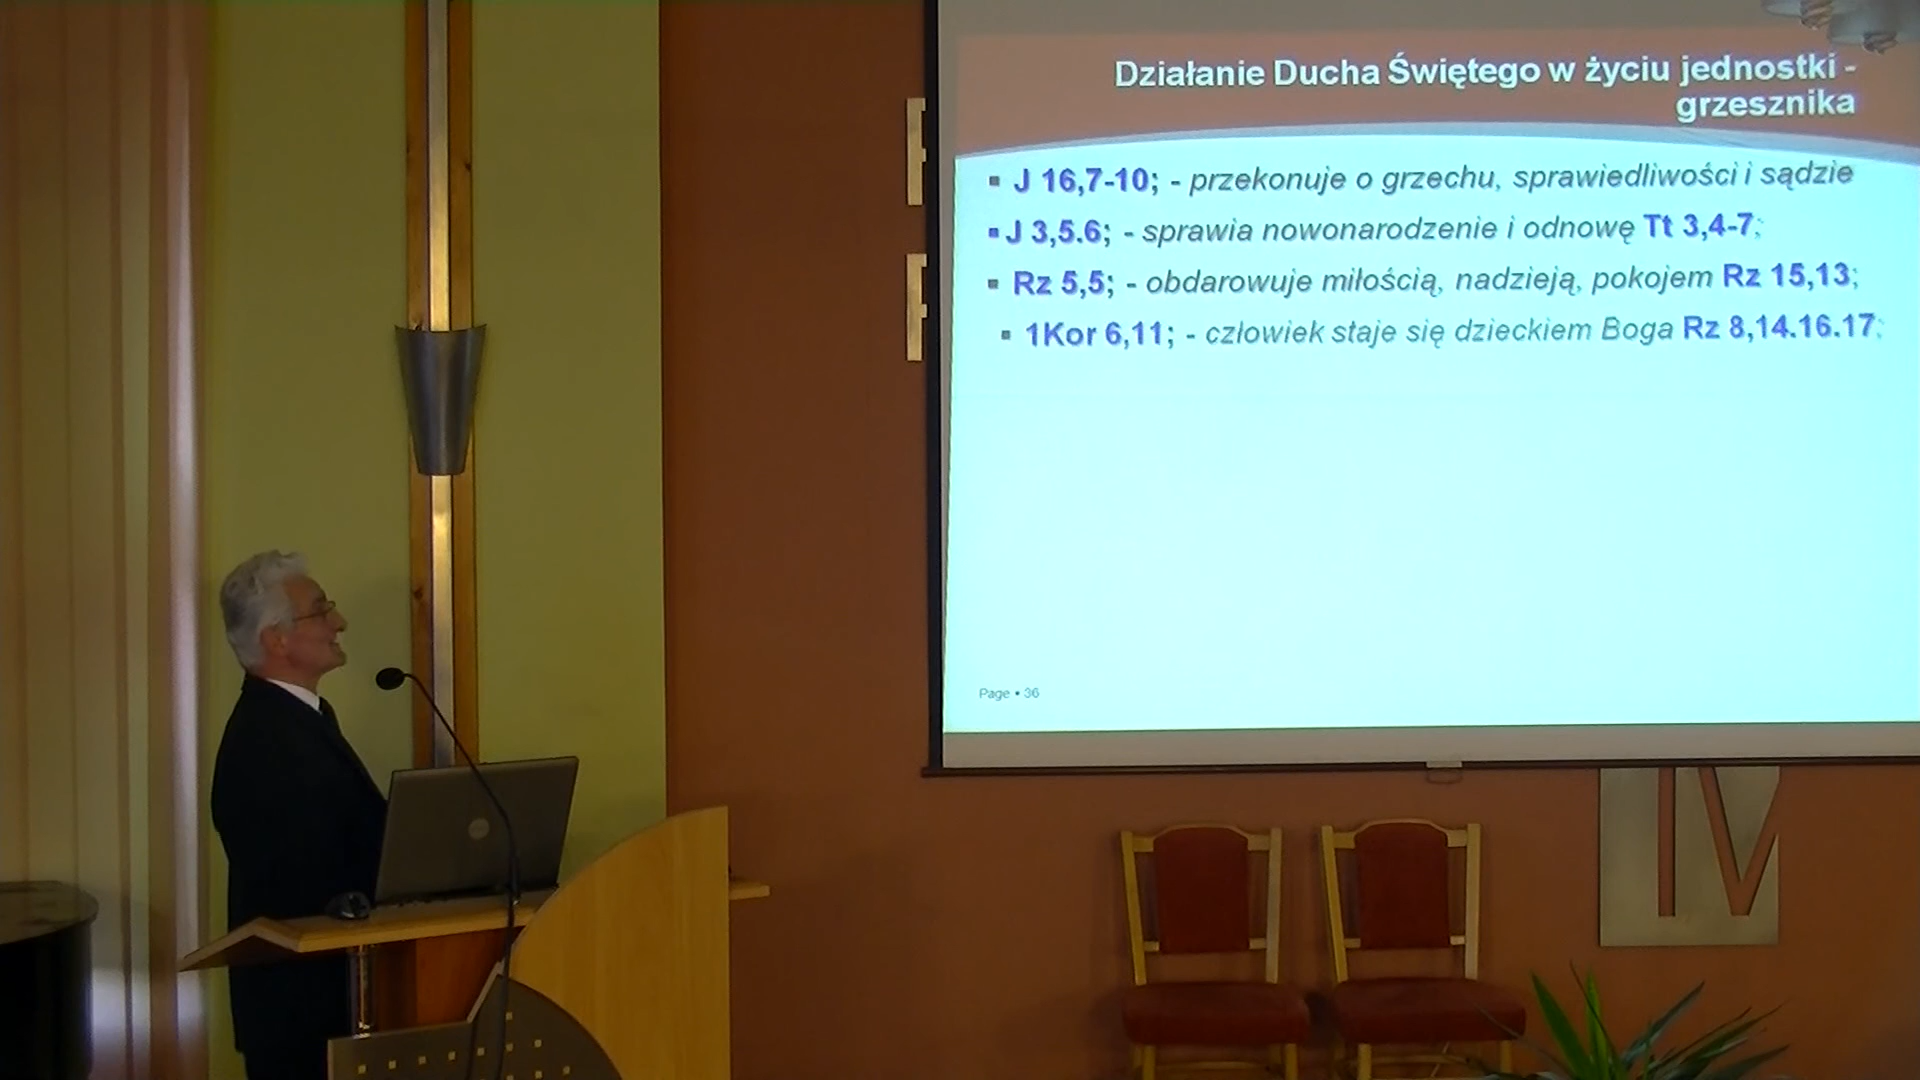 Działanie Ducha Świętego w życiu jednostki -
grzesznika
▪ J 16,7-10; - przekonuje o grzechu, sprawiedliwości i sądzie
▪ J 3,5.6; - sprawia nowonarodzenie i odnowę Tt 3,4-7;
▪ Rz 5,5; - obdarowuje miłością, nadzieją, pokojem Rz 15,13;
▪ 1Kor 6,11; - człowiek staje się dzieckiem Boga Rz 8,14.16.17;
Page ▪ 36
IV